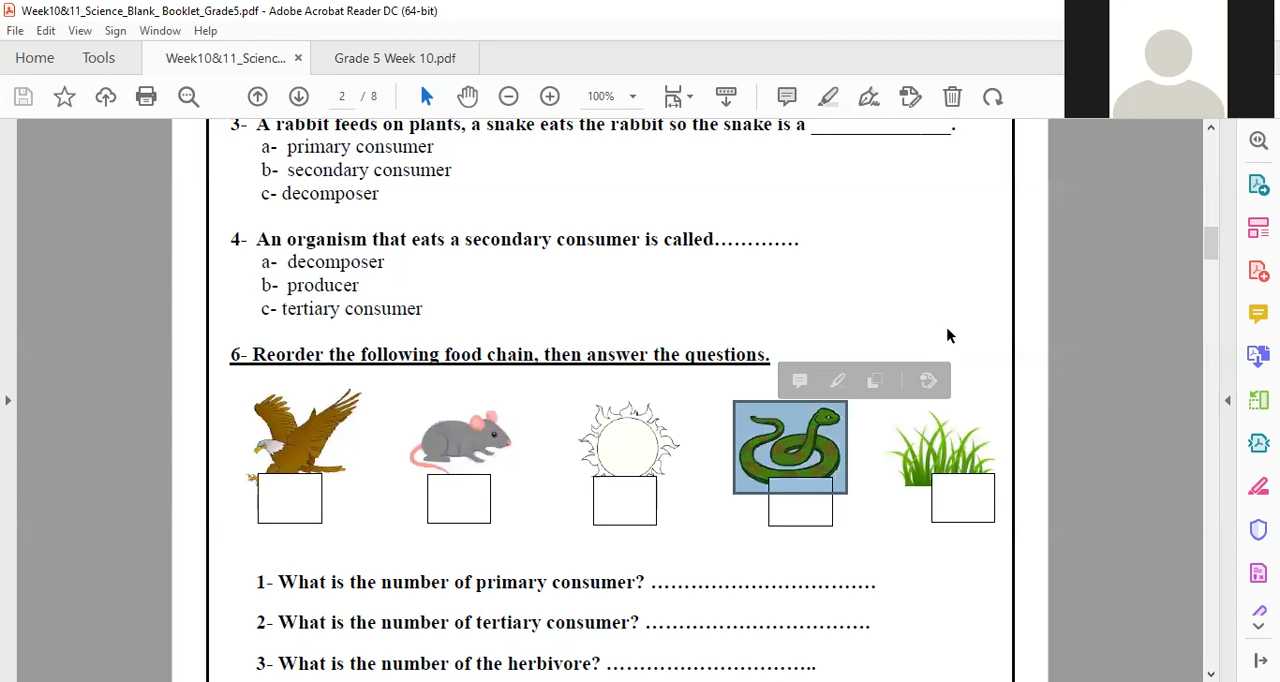 Week10&11_Science_Blank_ Booklet_Grade5.pdf - Adobe Acrobat Reader DC (64-bit)
File Edit View Sign Window Help
Home Tools Week10&11_Scienc... × Grade 5 Week 10.pdf
2 / 8 100%
3- A rabbit feeds on plants, a snake eats the rabbit so the snake is a _______________.
a- primary consumer
b- secondary consumer
c- decomposer
4- An organism that eats a secondary consumer is called………….
a- decomposer
b- producer
c- tertiary consumer
6- Reorder the following food chain, then answer the questions.
1- What is the number of primary consumer? ……………………………
2- What is the number of tertiary consumer? ……………………………
3- What is the number of the herbivore? …………………………..